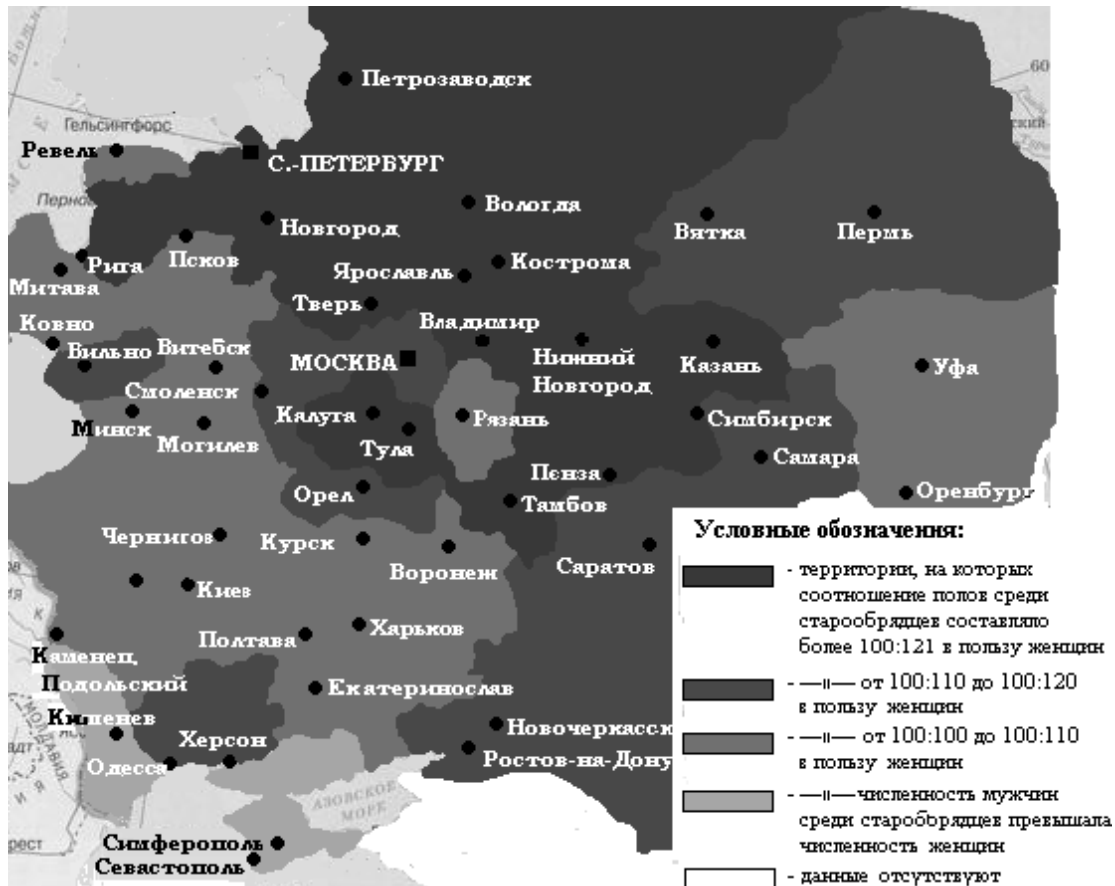 60
Петрозаводск
Гельсингфорс
Ревель
С.-ПЕТЕРБУРГ
Вологда
Новгород
Вятка
Пермь
Псков
Рига
Кострома
Ярославль
Митава
Тверь
Ковно
Владимир
Вильно
Витебск
МОСКВА
Нижний
Новгород
Казань
Уфа
Смоленск
Калуга
Рязань
Симбирск
Минск
Могилев
Тула
Самара
Пенза
Орел
Тамбов
Оренбург
Чернигов
Курск
Воронеж
Саратов
Киев
Полтава
Харьков
Каменец.
Подольский
Екатеринослав
Кишенев
Новочеркасск
Херсон
Одесса
Ростов-на-Дону
МОЛДАВИЯ
АЗОВСКОЕ
МОРЕ
Симферополь
Севастополь
Условные обозначения:
- территории, на которых
соотношение полов среди
старообрядцев составляло
более 100:121 в пользу женщин
- —и— от 100:110 до 100:120
в пользу женщин
- —и— от 100:100 до 100:110
в пользу женщин
- —и— численность мужчин
среди старообрядцев превышала
численность женщин
- данные отсутствуют